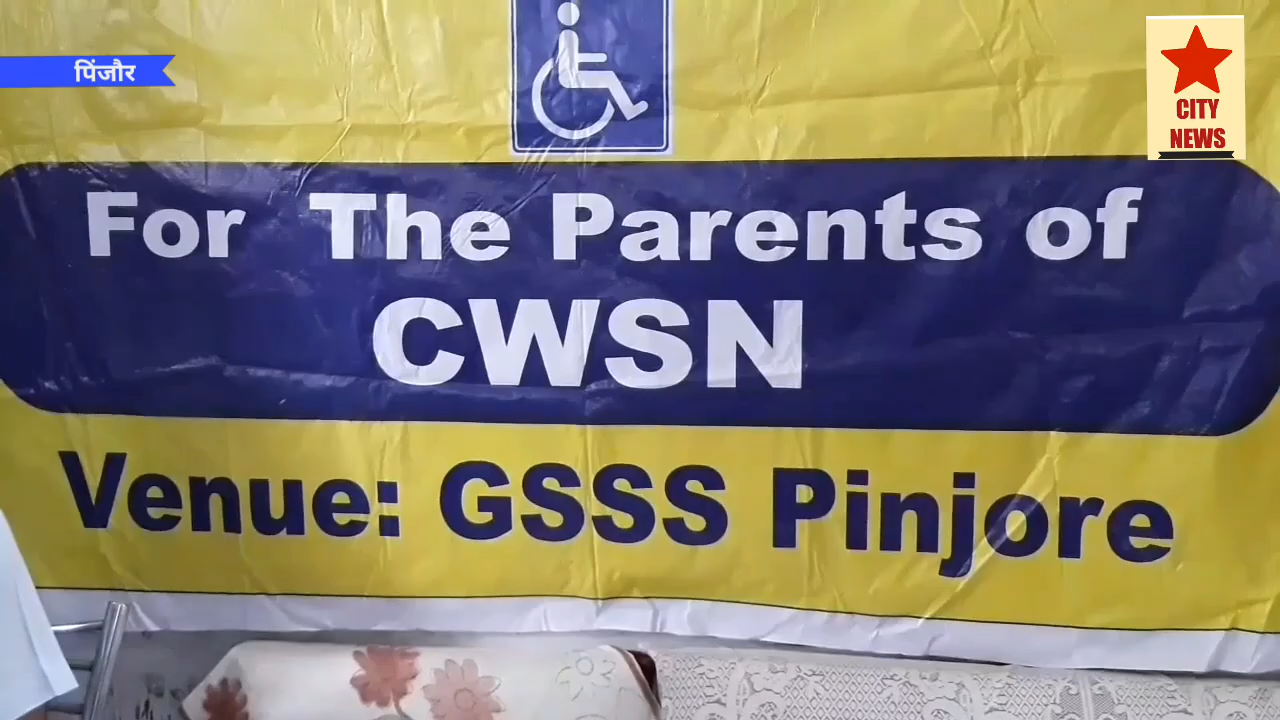 पिंजौर
CITY
NEWS
For The Parents of
CWSN
Venue: GSSS Pinjore